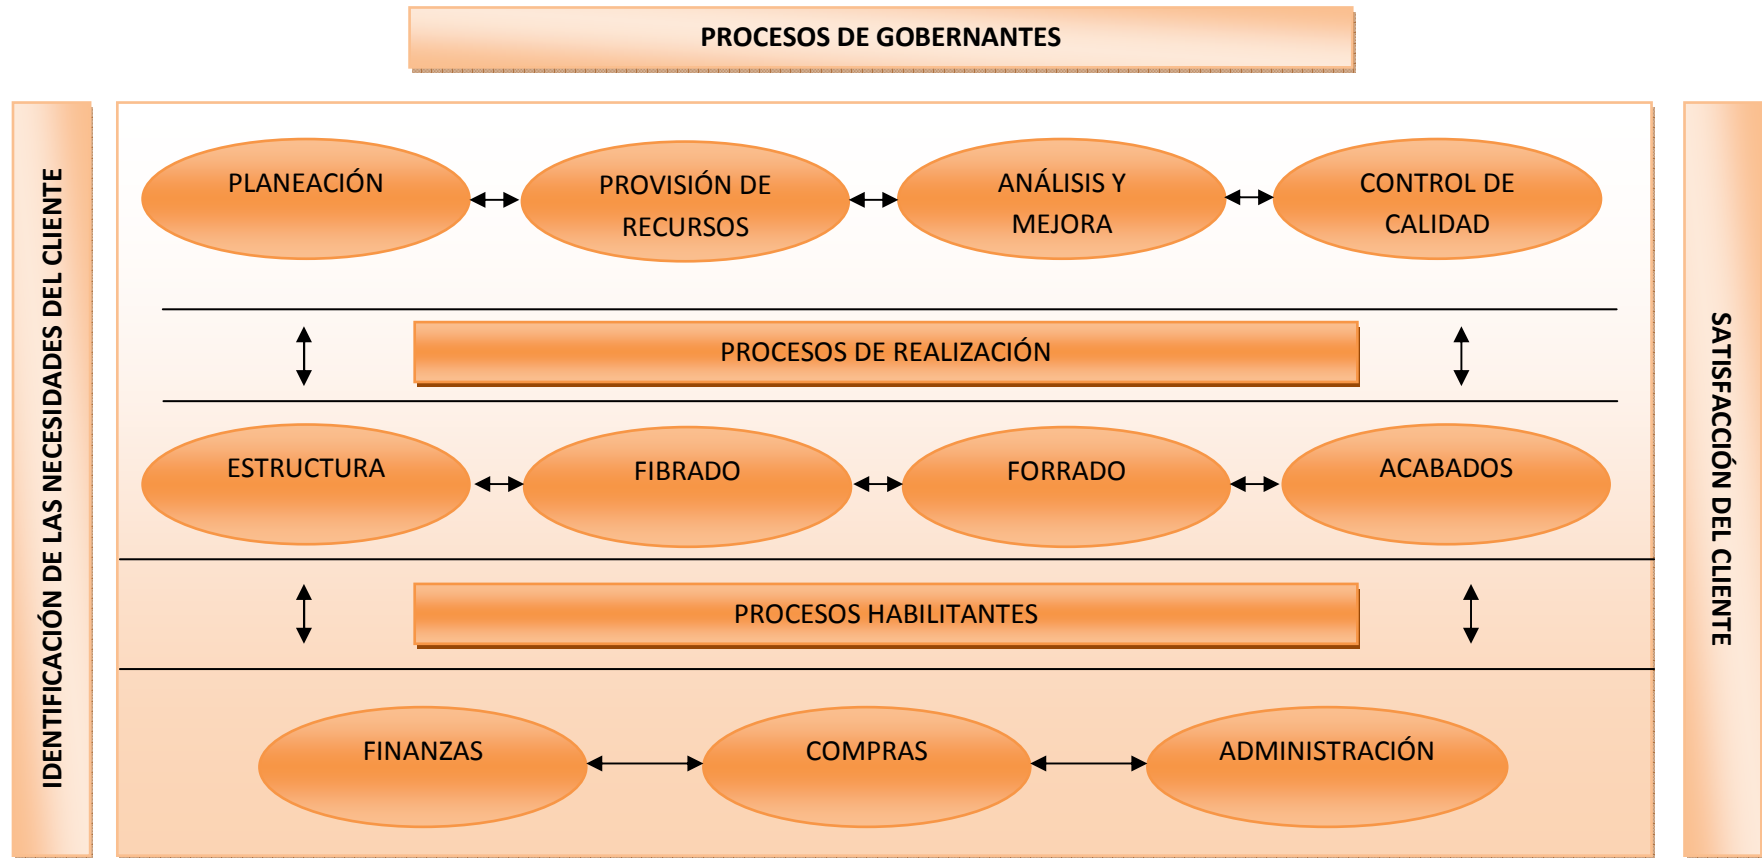 PROCESOS DE GOBERNANTES
IDENTIFICACIÓN DE LAS NECESIDADES DEL CLIENTE
PLANEACIÓN
PROVISIÓN DE
RECURSOS
ANÁLISIS Y
MEJORA
CONTROL DE
CALIDAD
PROCESOS DE REALIZACIÓN
ESTRUCTURA
FIBRADO
FORRADO
ACABADOS
PROCESOS HABILITANTES
FINANZAS
COMPRAS
ADMINISTRACIÓN
SATISFACCIÓN DEL CLIENTE